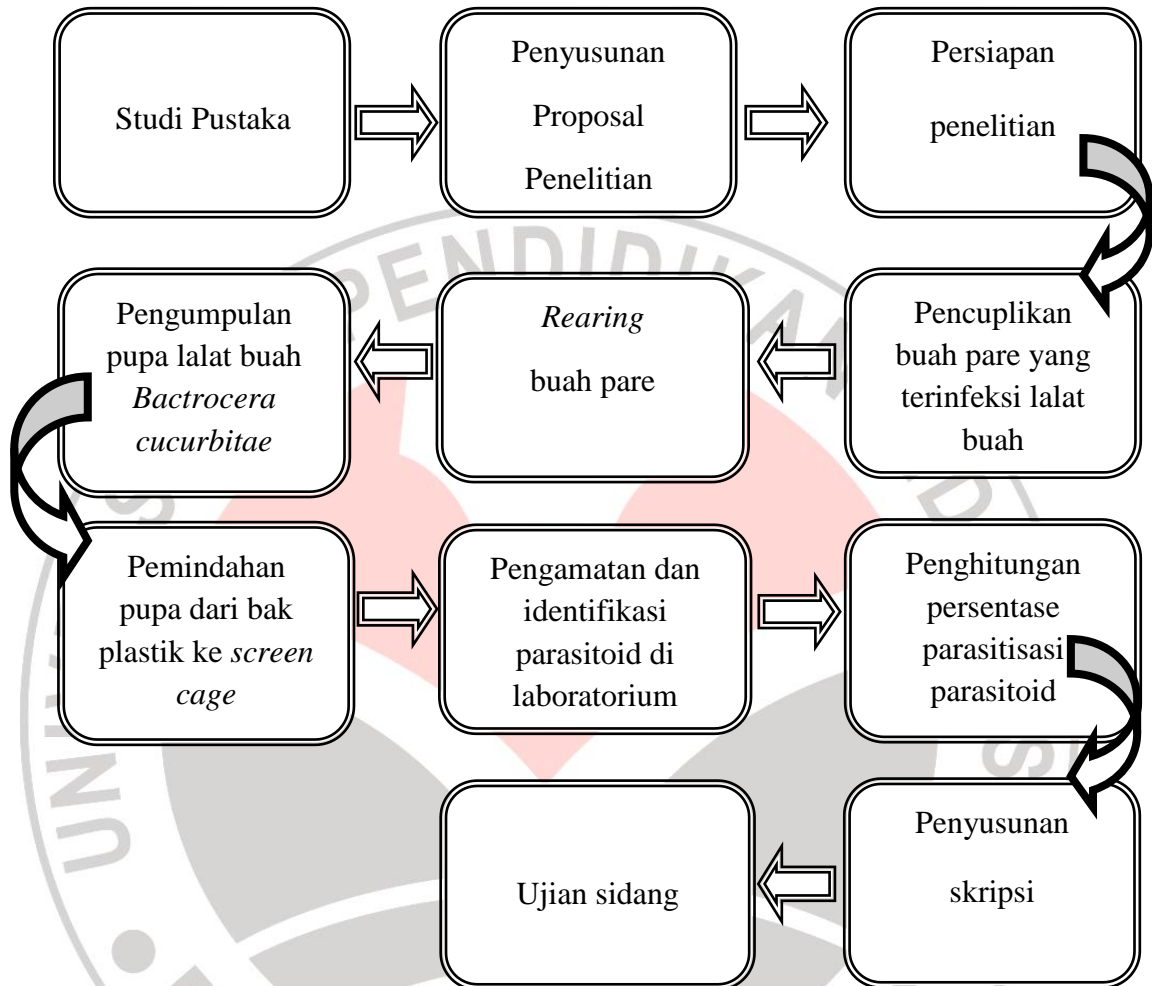 Studi Pustaka
Penyusunan
Proposal
Penelitian
Persiapan
penelitian
Pencuplikan
buah pare yang
terinfeksi lalat
buah
Rearing
buah pare
Pengumpulan
pupa lalat buah
Bactrocera
cucurbitae
Pemindahan
pupa dari bak
plastik ke screen
cage
Pengamatan dan
identifikasi
parasitoid di
laboratorium
Penghitungan
persentase
parasitisasi
parasitoid
Penyusunan
skripsi
Ujian sidang
PENDIDIKAN